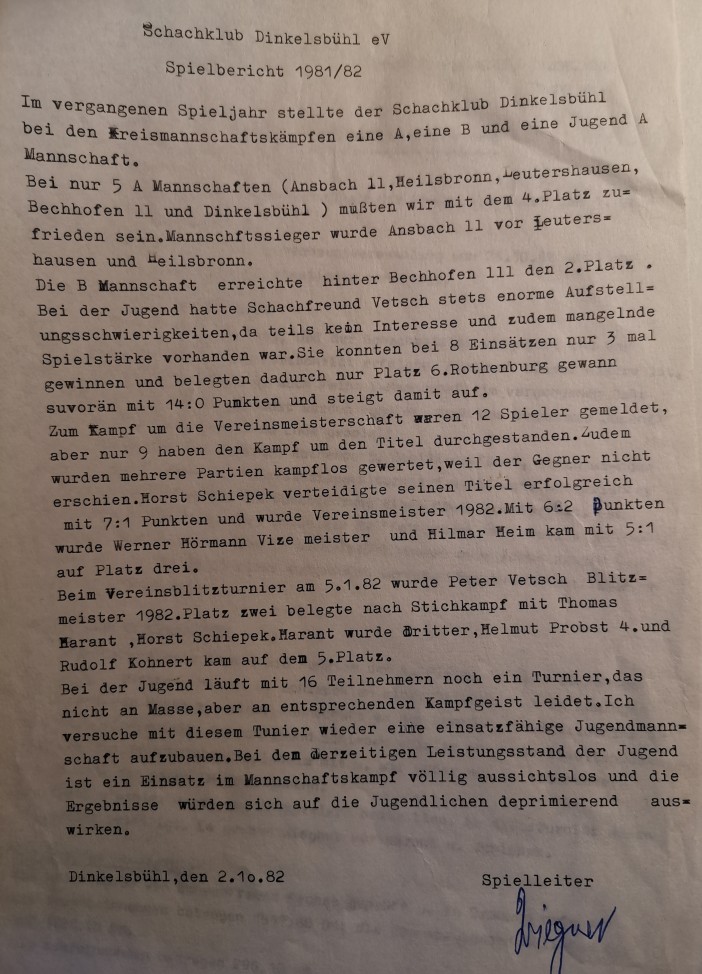 Schachklub Dinkelsbühl eV
Spielbericht 1981/82
Im vergangenen Spieljahr stellte der Schachklub Dinkelsbühl
bei den Kreismannschaftskämpfen eine A,eine B und eine Jugend A
Mannschaft.
Bei nur 5 A Mannschaften (Ansbach 11,Heilsbronn,Leutershausen,
Bechhofen 11 und Dinkelsbühl ) mußten wir mit dem 4.Platz zu=
frieden sein.Mannschftssieger wurde Ansbach 11 vor Leuters=
hausen und Heilsbronn.
Die B Mannschaft erreichte hinter Bechhofen 111 den 2.Platz .
Bei der Jugend hatte Schachfreund Vetsch stets enorme Aufstell=
ungsschwierigkeiten,da teils kein Interesse und zudem mangelnde
Spielstärke vorhanden war.Sie konnten bei 8 Einsätzen nur 3 mal
gewinnen und belegten dadurch nur Platz 6.Rothenburg gewann
suvorän mit 14:0 Punkten und steigt damit auf.
Zum Kampf um die Vereinsmeisterschaft waren 12 Spieler gemeldet,
aber nur 9 haben den Kampf um den Titel durchgestanden.Zudem
wurden mehrere Partien kampflos gewertet,weil der Gegner nicht
erschien.Horst Schiepek verteidigte seinen Titel erfolgreich
mit 7:1 Punkten und wurde Vereinsmeister 1982.Mit 6:2 Punkten
wurde Werner Hörmann Vize meister und Hilmar Heim kam mit 5:1
auf Platz drei.
Beim Vereinsblitzturnier am 5.1.82 wurde Peter Vetsch Blitz=
meister 1982.Platz zwei belegte nach Stichkampf mit Thomas
Harant ,Horst Schiepek.Harant wurde Dritter,Helmut Probst 4.und
Rudolf Kohnert kam auf dem 5.Platz.
Bei der Jugend läuft mit 16 Teilnehmern noch ein Turnier,das
nicht an Masse,aber an entsprechenden Kampfgeist leidet.Ich
versuche mit diesem Tunier wieder eine einsatzfähige Jugendmann=
schaft aufzubauen.Bei dem derzeitigen Leistungsstand der Jugend
ist ein Einsatz im Mannschaftskampf völlig aussichtslos und die
Ergebnisse würden sich auf die Jugendlichen deprimierend aus=
wirken.
Dinkelsbühl,den 2.1o.82
Spielleiter